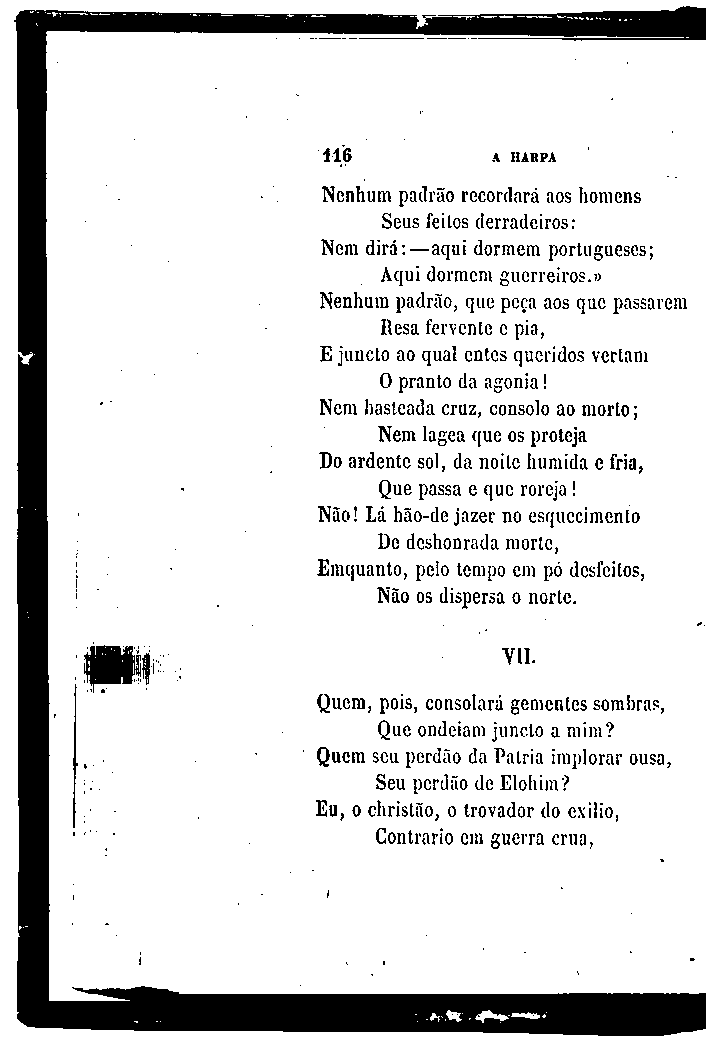 116 A HARPA
Nenhum padrão recordará aos homens
Seus feitos derradeiros:
Nem dirá:—aqui dormem portugueses;
Aqui dormem guerreiros.»
Nenhum padrão, que peça aos que passarem
Resa fervente e pia,
E juncto ao qual entes queridos vertam
O pranto da agonia!
Nem hasteada cruz, consolo ao morto;
Nem lagea que os proteja
Do ardente sol, da noite humida e fria,
Que passa e que roreja!
Não! Lá hão-de jazer no esquecimento
De deshonrada morte,
Emquanto, pelo tempo em pó desfeitos,
Não os dispersa o norte.
VII.
Quem, pois, consolará gementes sombras,
Que ondeiam juncto a mim?
Quem seu perdão da Patria implorar ousa,
Seu perdão de Elohim?
Eu, o christão, o trovador do exilio,
Contrario em guerra crua,